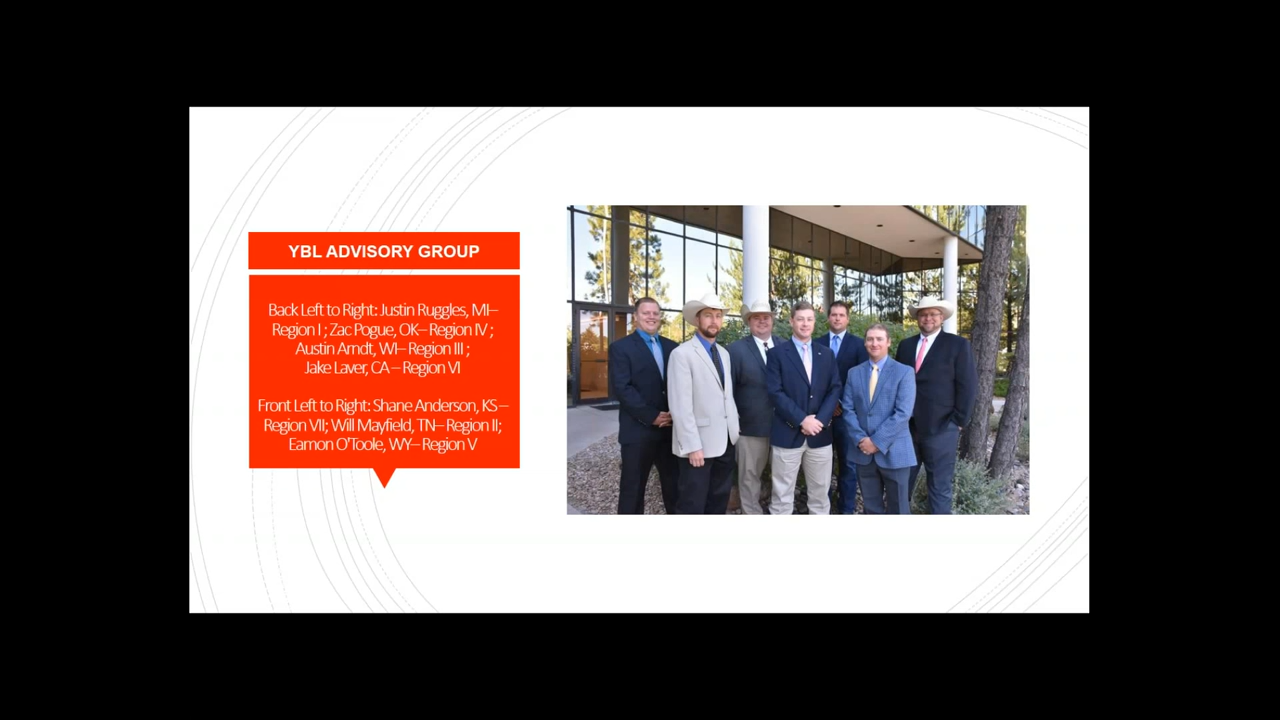 YBL ADVISORY GROUP
Back Left to Right: Justin Ruggles, MI–
Region I ; Zac Pogue, OK– Region IV ;
Austin Arndt, WI– Region III ;
Jake Laver, CA – Region VI
Front Left to Right: Shane Anderson, KS –
Region VII; Will Mayfield, TN– Region II;
Eamon O'Toole, WY– Region V